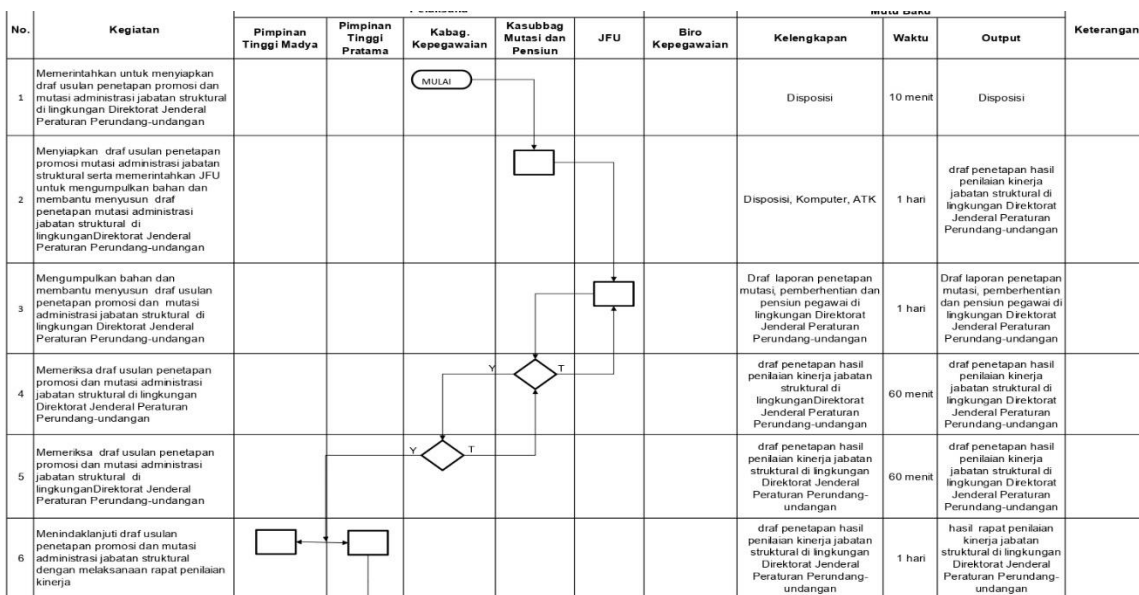 Pelaksana
Mutu Baku
No.
Kegiatan
Pimpinan
Tinggi Madya
Pimpinan
Tinggi
Pratama
Kabag.
Kepegawaian
Kasubbag
Mutasi dan
Pensiun
JFU
Biro
Kepegawaian
Kelengkapan
Waktu
Output
Keterangan
1
Memerintahkan untuk menyiapkan
draf usulan penetapan promosi dan
mutasi administrasi jabatan struktural
di lingkungan Direktorat Jenderal
Peraturan Perundang-undangan
MULAI
Disposisi
10 menit
Disposisi
2
Menyiapkan draf usulan penetapan
promosi mutasi administrasi jabatan
struktural serta memerintahkan JFU
untuk mengumpulkan bahan dan
membantu menyusun draf
penetapan mutasi administrasi
jabatan struktural di
lingkunganDirektorat Jenderal
Peraturan Perundang-undangan
Disposisi, Komputer, ATK
1 hari
draf penetapan hasil
penilaian kinerja
jabatan struktural di
lingkungan Direktorat
Jenderal Peraturan
Perundang-undangan
3
Mengumpulkan bahan dan
membantu menyusun draf usulan
penetapan promosi dan mutasi
administrasi jabatan struktural di
lingkungan Direktorat Jenderal
Peraturan Perundang-undangan
Draf laporan penetapan
mutasi, pemberhentian dan
pensiun pegawai di
lingkungan Direktorat
Jenderal Peraturan
Perundang-undangan
1 hari
Draf laporan penetapan
mutasi, pemberhentian
dan pensiun pegawai di
lingkungan Direktorat
Jenderal Peraturan
Perundang-undangan
4
Memeriksa draf usulan penetapan
promosi dan mutasi administrasi
jabatan struktural di lingkungan
Direktorat Jenderal Peraturan
Perundang-undangan
Y
T
draf penetapan hasil
penilaian kinerja jabatan
struktural di
lingkunganDirektorat
Jenderal Peraturan
Perundang-undangan
60 menit
draf penetapan hasil
penilaian kinerja
jabatan struktural di
lingkungan Direktorat
Jenderal Peraturan
Perundang-undangan
5
Memeriksa draf usulan penetapan
promosi dan mutasi administrasi
jabatan struktural di
lingkunganDirektorat Jenderal
Peraturan Perundang-undangan
Y
T
draf penetapan hasil
penilaian kinerja jabatan
struktural di lingkungan
Direktorat Jenderal
Peraturan Perundang-
undangan
60 menit
draf penetapan hasil
penilaian kinerja
jabatan struktural di
lingkungan Direktorat
Jenderal Peraturan
Perundang-undangan
6
Menindaklanjuti draf usulan
penetapan promosi dan mutasi
administrasi jabatan struktural
dengan melaksanaan rapat penilaian
kinerja
draf penetapan hasil
penilaian kinerja jabatan
struktural di lingkungan
Direktorat Jenderal
Peraturan Perundang-
undangan
1 hari
hasil rapat penilaian
kinerja jabatan
struktural di lingkungan
Direktorat Jenderal
Peraturan Perundang-
undangan